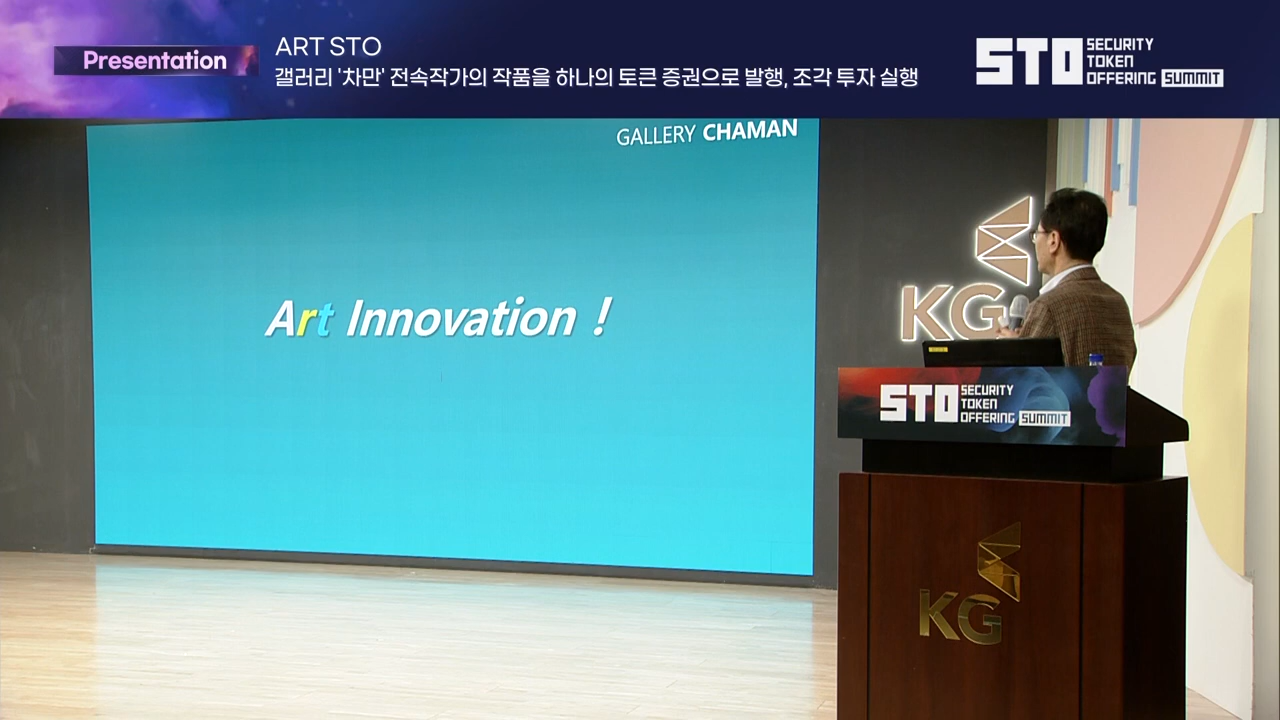 Presentation
ART STO
갤러리 '차만' 전속작가의 작품을 하나의 토큰 증권으로 발행, 조각 투자 실행
STO SECURITY
TOKEN
OFFERING SUMMIT
GALLERY CHAMAN
Art Innovation !
KG
STO SECURITY
TOKEN
OFFERING SUMMIT
KG